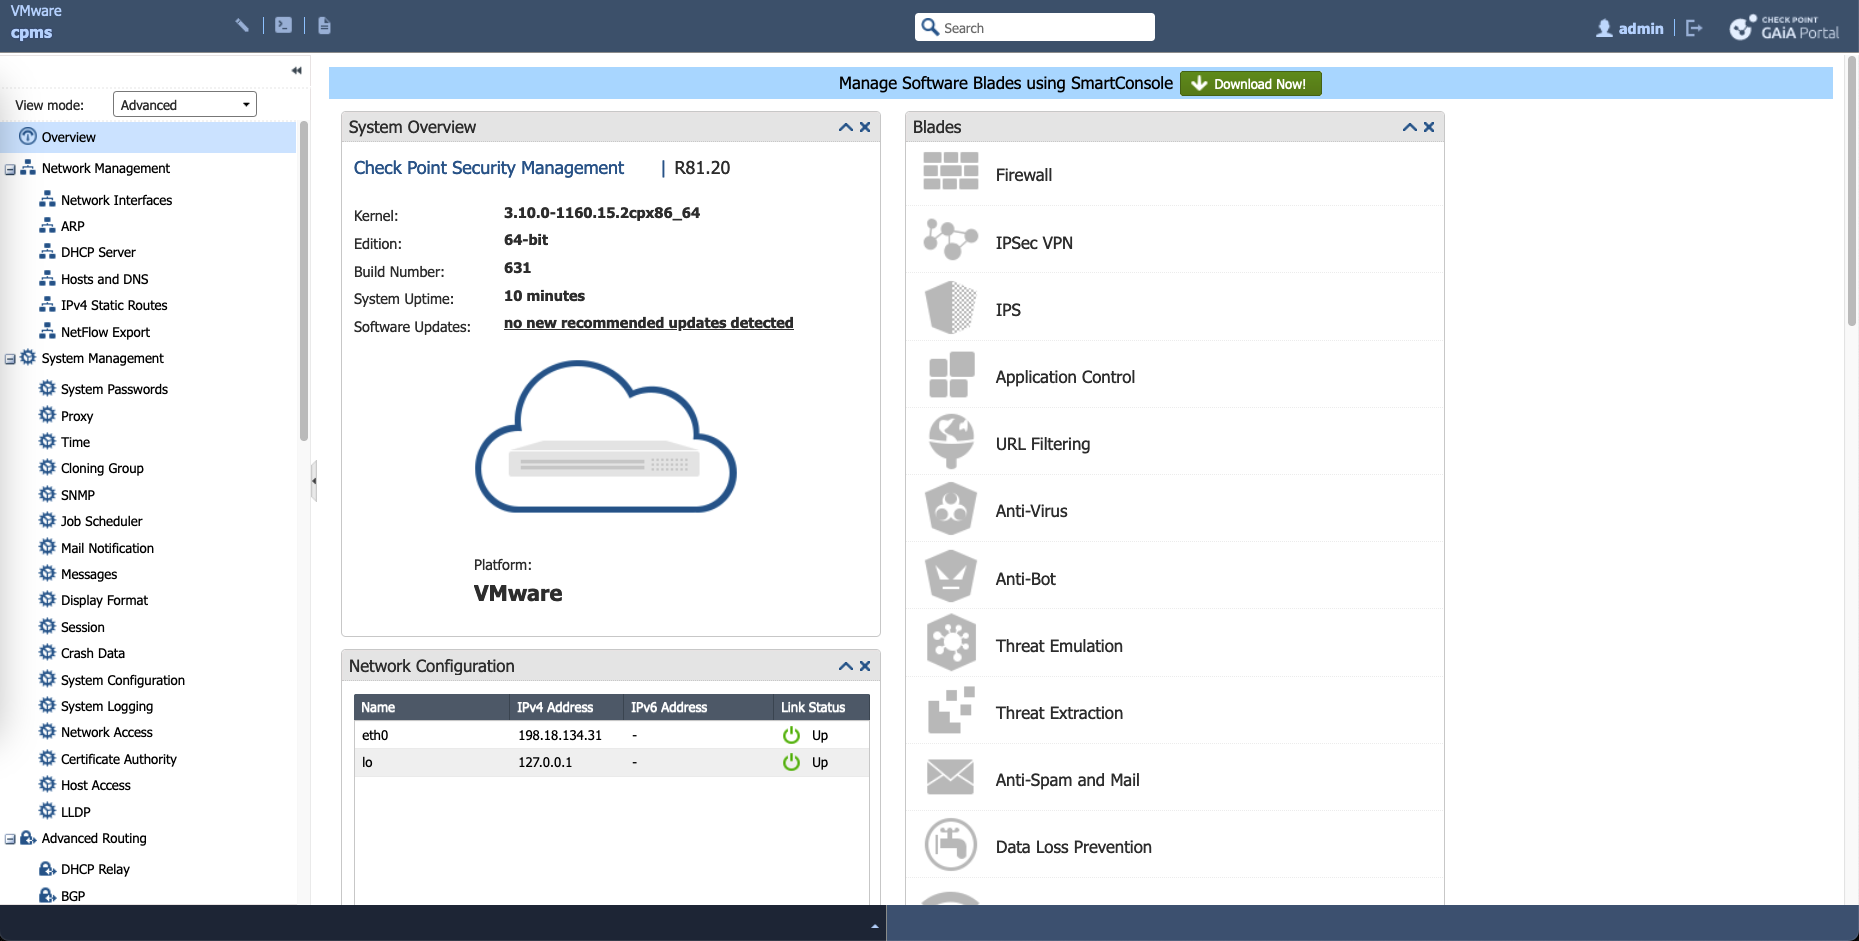 VMware
cpms
Search
admin
CHECK POINT
GAiA Portal
View mode:
Advanced
Overview
Network Management
Network Interfaces
ARP
DHCP Server
Hosts and DNS
IPv4 Static Routes
NetFlow Export
System Management
System Passwords
Proxy
Time
Cloning Group
SNMP
Job Scheduler
Mail Notification
Messages
Display Format
Session
Crash Data
System Configuration
System Logging
Network Access
Certificate Authority
Host Access
LLDP
Advanced Routing
DHCP Relay
BGP
Manage Software Blades using SmartConsole Download Now!
System Overview
Check Point Security Management | R81.20
Kernel: 3.10.0-1160.15.2cpx86_64
Edition: 64-bit
Build Number: 631
System Uptime: 10 minutes
Software Updates: no new recommended updates detected
Platform:
VMware
Network Configuration
Name IPv4 Address IPv6 Address Link Status
eth0 198.18.134.31 - Up
lo 127.0.0.1 - Up
Blades
Firewall
IPSec VPN
IPS
Application Control
URL Filtering
Anti-Virus
Anti-Bot
Threat Emulation
Threat Extraction
Anti-Spam and Mail
Data Loss Prevention